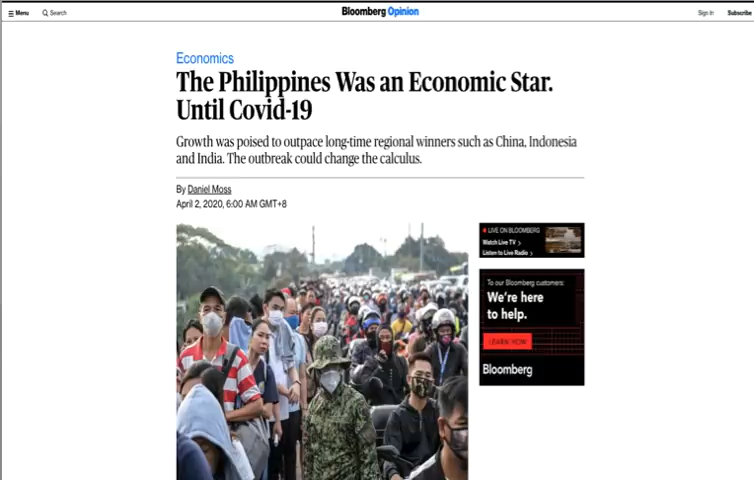 Menu
Search
Bloomberg Opinion
Sign In
Subscribe
Economics
The Philippines Was an Economic Star.
Until Covid-19
Growth was poised to outpace long-time regional winners such as China, Indonesia
and India. The outbreak could change the calculus.
By Daniel Moss
April 2, 2020, 6:00 AM GMT+8
LIVE ON BLOOMBERG
Watch Live TV
Listen to Live Radio
To our Bloomberg customers:
We're here
to help.
LEARN HOW
Bloomberg